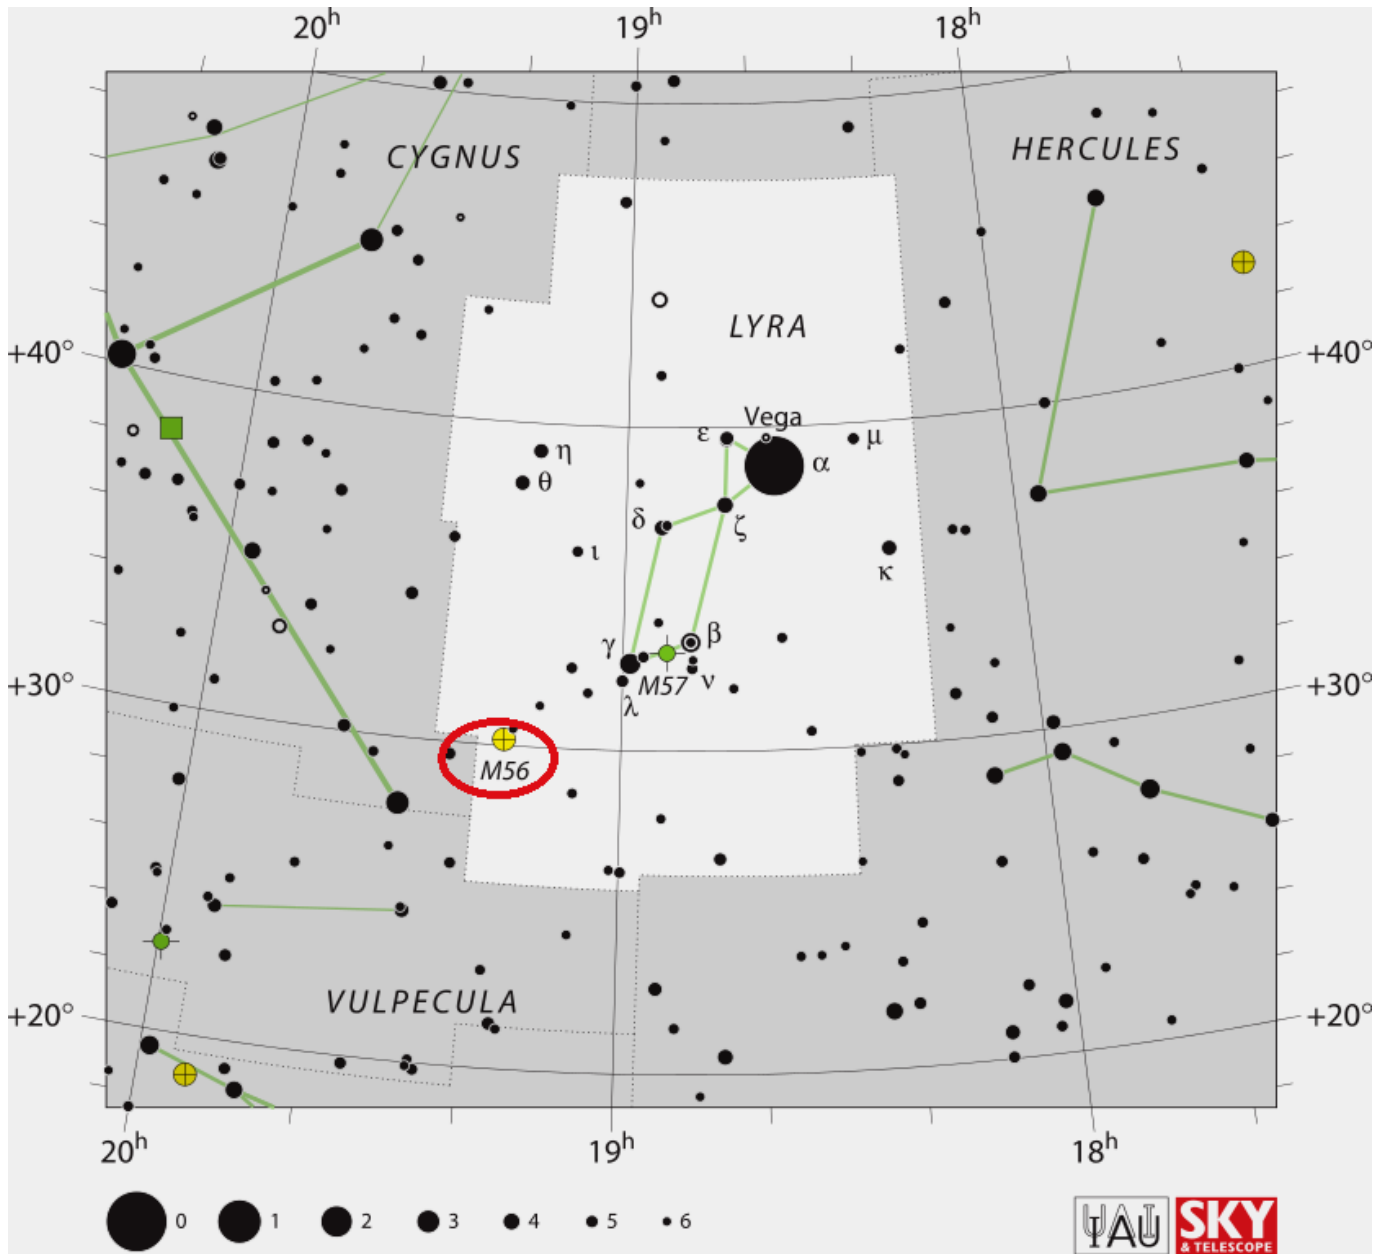 20h 19h 18h
CYGNUS
HERCULES
LYRA
+40° +40°
Vega
ε μ
η α
θ
δ ζ
ι
κ
γ β
M57 ν
+30° +30°
λ
M56
VULPECULA
+20° +20°
20h 19h 18h
0 1 2 3 4 5 6
IAU SKY
& TELESCOPE